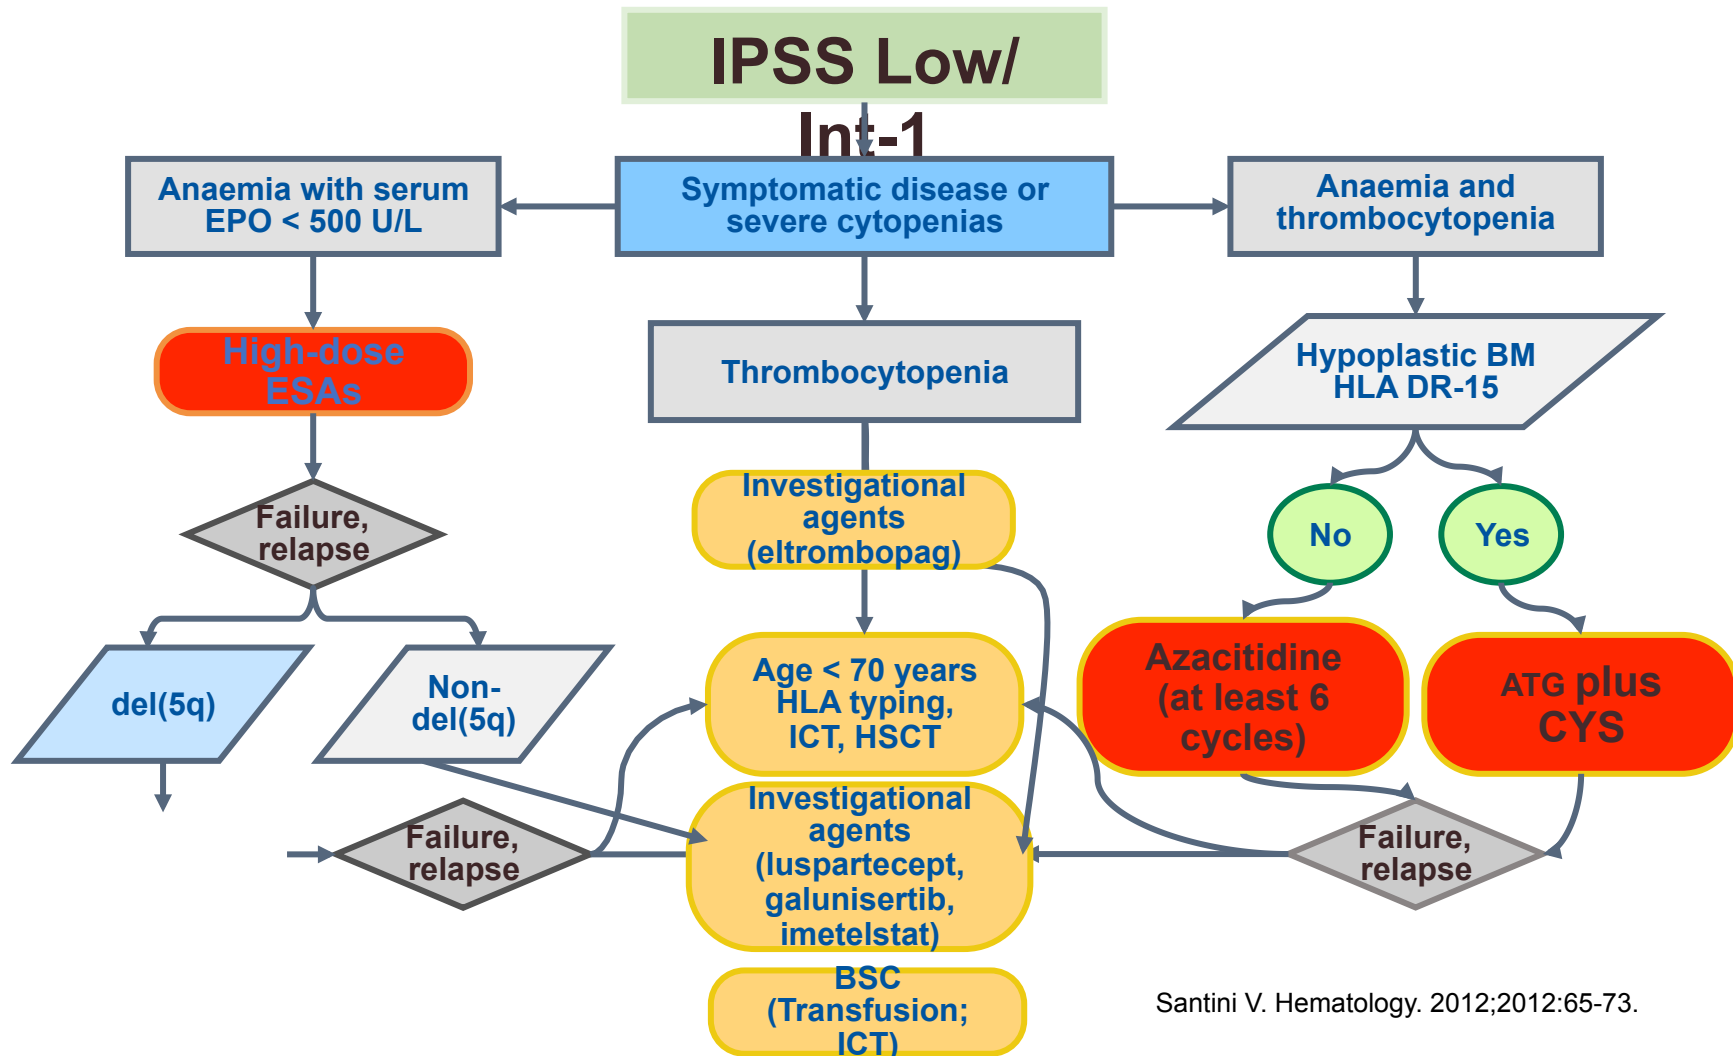 IPSS Low/
Int-1
Anaemia with serum
EPO < 500 U/L
Symptomatic disease or
severe cytopenias
Anaemia and
thrombocytopenia
High-dose
ESAs
Thrombocytopenia
Hypoplastic BM
HLA DR-15
Failure,
relapse
Investigational
agents
(eltrombopag)
No
Yes
del(5q)
Non-
del(5q)
Age < 70 years
HLA typing,
ICT, HSCT
Azacitidine
(at least 6
cycles)
ATG plus
CYS
Failure,
relapse
Investigational
agents
(luspartecept,
galunisertib,
imetelstat)
Failure,
relapse
BSC
(Transfusion;
ICT)
Santini V. Hematology. 2012;2012:65-73.